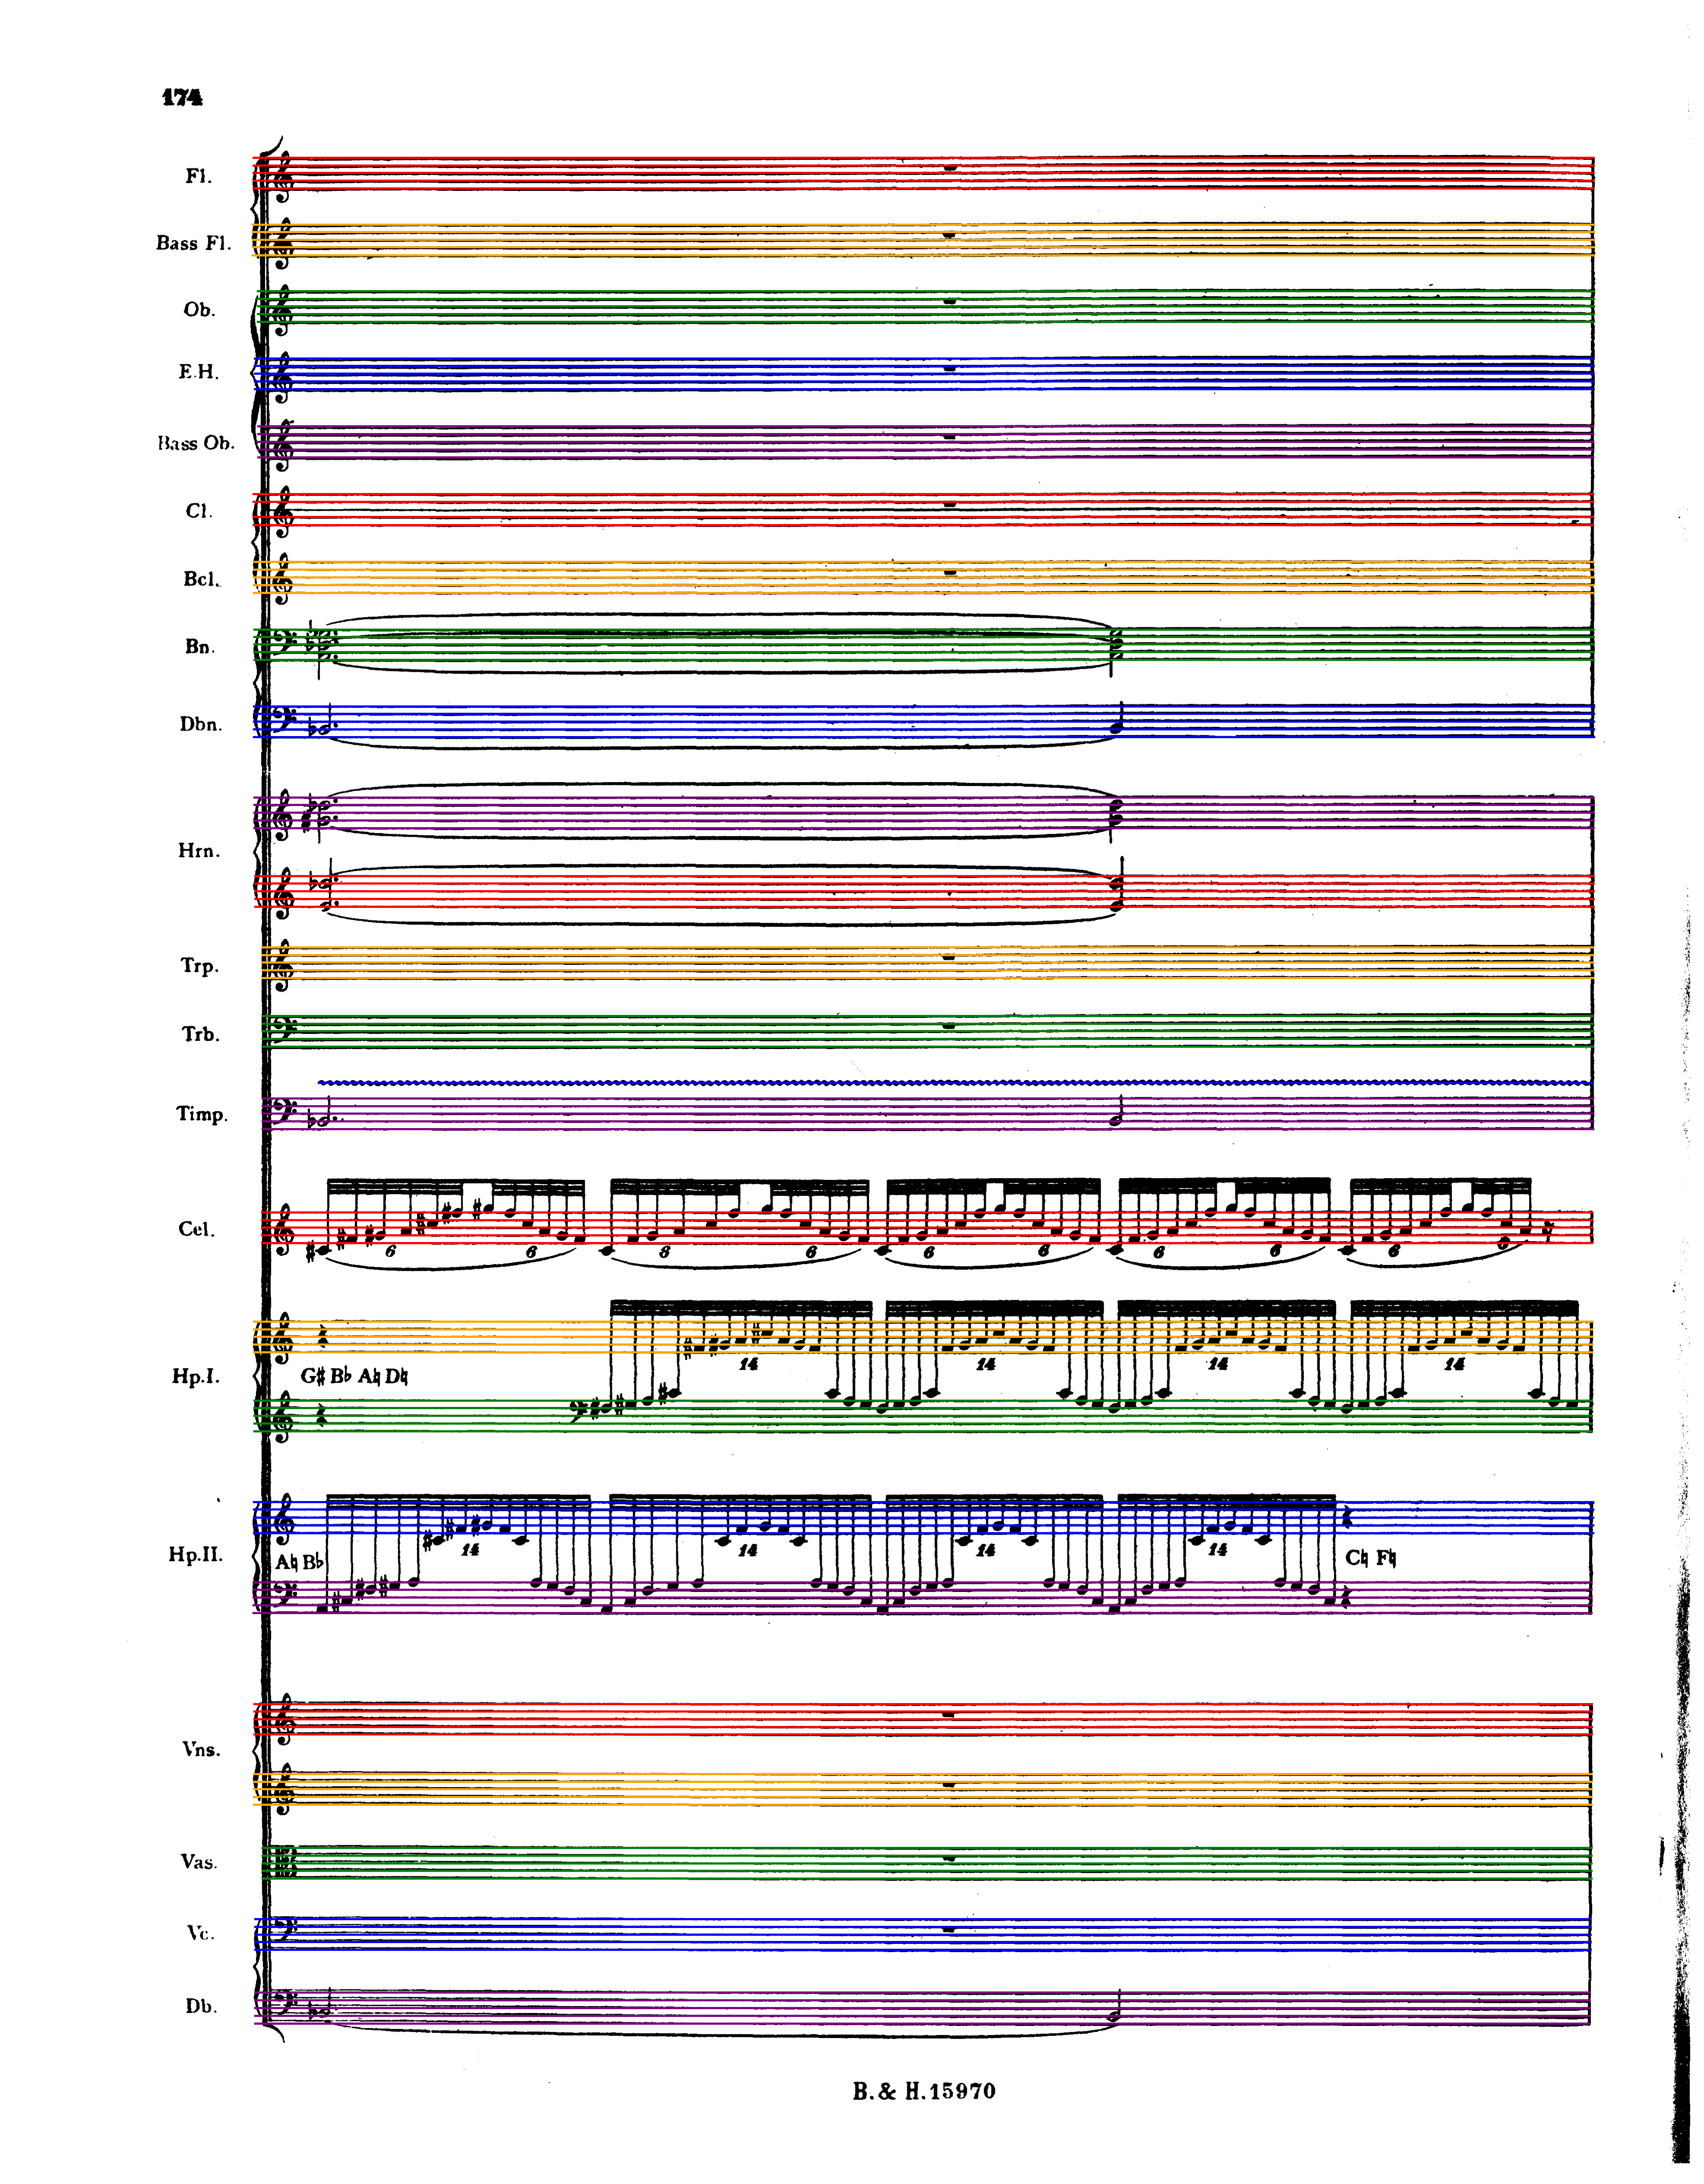 174
Fl.
Bass Fl.
Ob.
E.H.
Bass Ob.
Cl.
Bcl.
Bn.
Dbn.
Hrn.
Trp.
Trb.
Timp.
Cel.
6 6 8 6 6 6 6 6 6
14 14 14 14
Hp.I.
G♯ B♭ A♮ D♮
14 14 14 14
Hp.II.
A♮ B♭
C♮ F♮
Vns.
Vas.
Vc.
Db.
B. & H. 15970